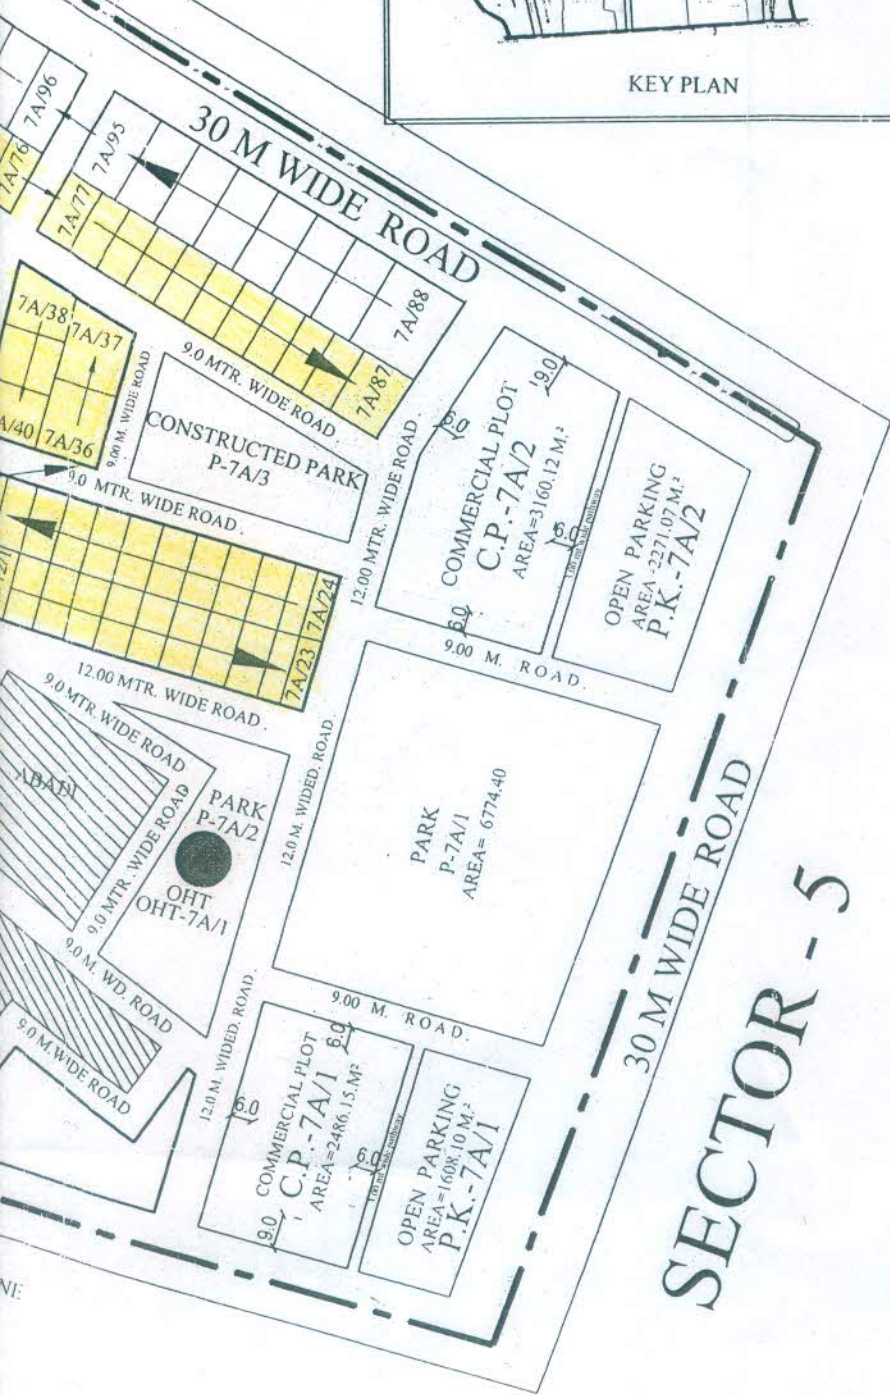 KEY PLAN
30 M WIDE ROAD
7A/96
7A/95
7A/76
7A/77
7A/88
7A/87
7A/38
7A/37
9.0 MTR. WIDE ROAD
9.00 M. WIDE ROAD
CONSTRUCTED PARK
P-7A/3
A/40
7A/36
9.0 MTR. WIDE ROAD
12.00 MTR. WIDE ROAD
6.0
9.0
COMMERCIAL PLOT
C.P.-7A/2
AREA=3160.12 M.²
6.0
6.0
OPEN PARKING
AREA -2271.07 M.²
P.K.-7A/2
7A/24
7A/23
9.00 M. ROAD.
12.00 MTR. WIDE ROAD.
9.0 MTR. WIDE ROAD
ABADI
PARK
P-7A/2
OHT
OHT-7A/1
9.0 MTR. WIDE ROAD
12.0 M. WIDED. ROAD.
PARK
P-7A/1
AREA= 6774.40
30 M WIDE ROAD
SECTOR - 5
9.0 M. WD. ROAD
9.0 M.WIDE ROAD
12.0 M. WIDED. ROAD.
9.00 M. ROAD.
6.0
6.0
COMMERCIAL PLOT
C.P.-7A/1
AREA=2486.15.M²
6.0
9.0
OPEN PARKING
AREA=1608.10 M.²
P.K.-7A/1
NE